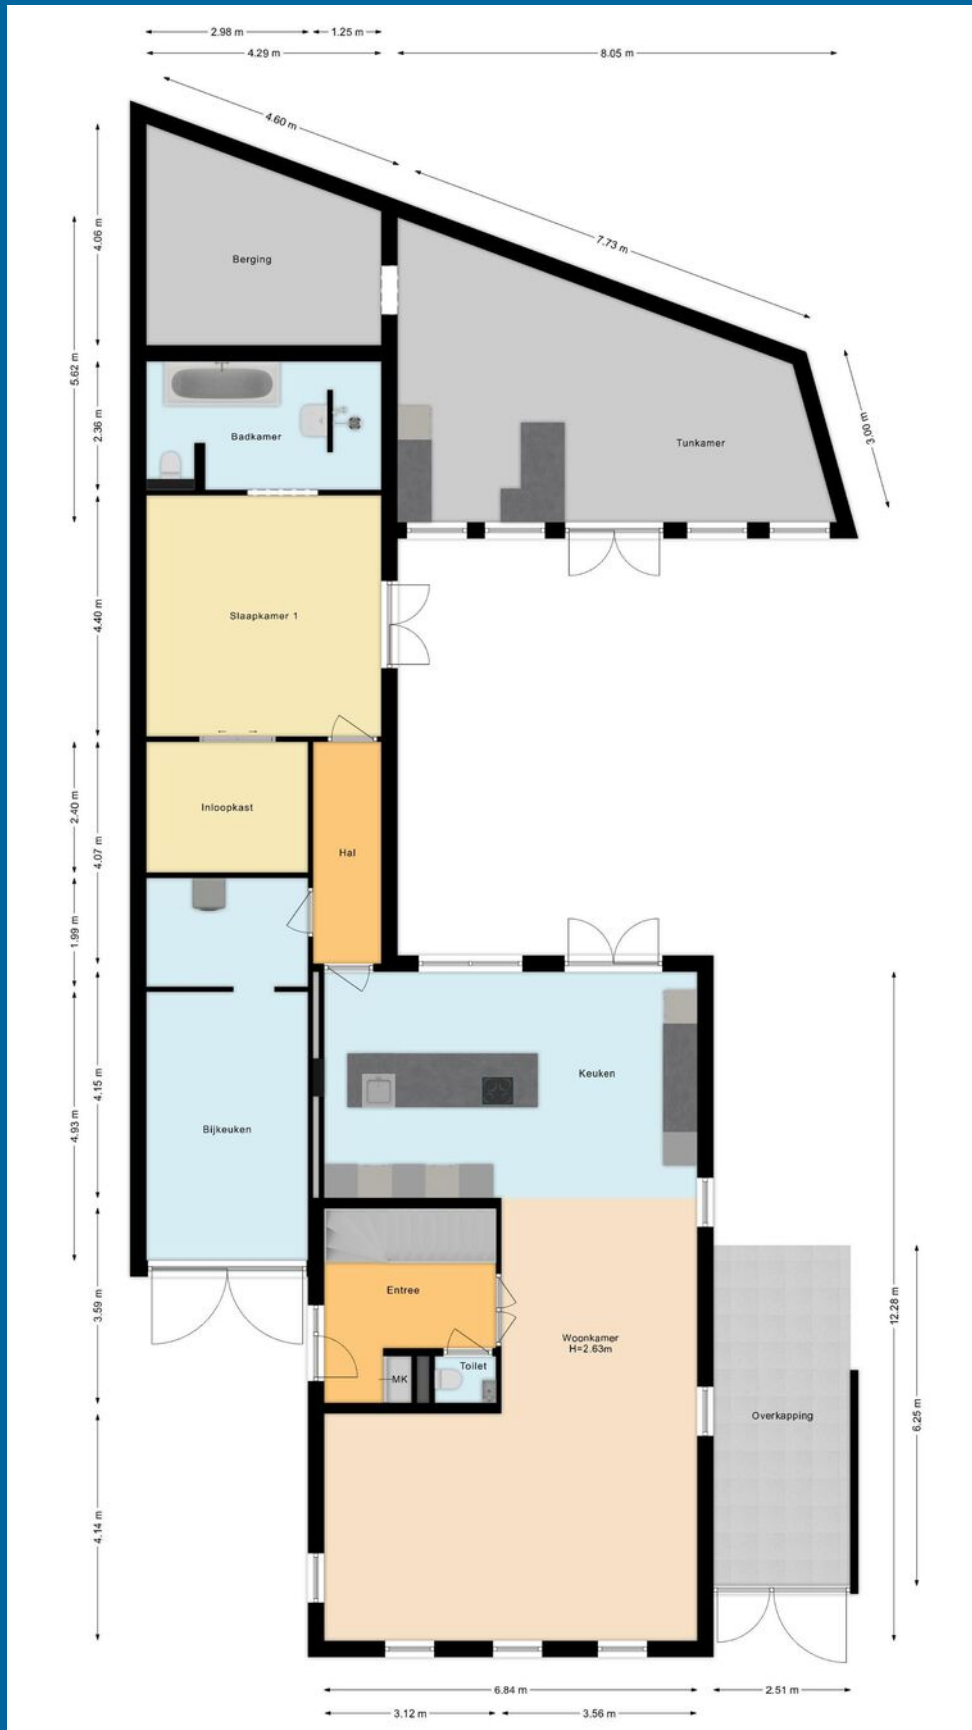 2.98 m
1.25 m
4.29 m
8.05 m
4.60 m
7.73 m
4.06 m
5.62 m
Berging
3.00 m
2.36 m
Badkamer
Tunkamer
4.40 m
Slaapkamer 1
2.40 m
Inloopkast
4.07 m
Hal
1.99 m
4.15 m
Keuken
4.93 m
Bijkeuken
12.28 m
3.59 m
Entree
Woonkamer
H=2.63m
Toilet
MK
Overkapping
6.25 m
4.14 m
6.84 m
2.51 m
3.12 m
3.56 m